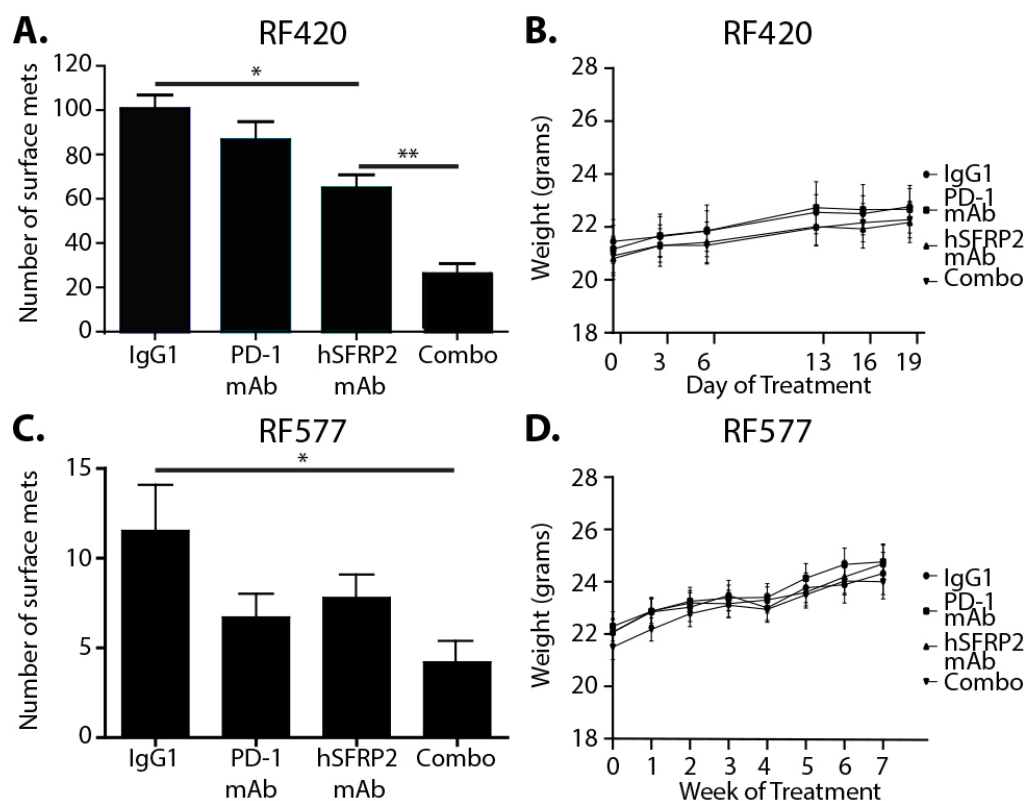 A.
RF420
Number of surface mets
120
100
80
60
40
20
0
*
**
IgG1
PD-1
mAb
hSFRP2
mAb
Combo
B.
RF420
Weight (grams)
28
26
24
22
20
18
0 3 6 13 16 19
Day of Treatment
IgG1
PD-1
mAb
hSFRP2
mAb
Combo
C.
RF577
Number of surface mets
15
10
5
0
*
IgG1
PD-1
mAb
hSFRP2
mAb
Combo
D.
RF577
Weight (grams)
28
26
24
22
20
18
0 1 2 3 4 5 6 7
Week of Treatment
IgG1
PD-1
mAb
hSFRP2
mAb
Combo